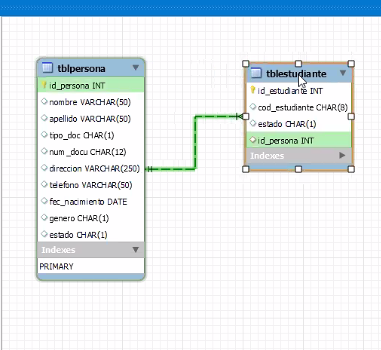 tblpersona
id_persona INT
nombre VARCHAR(50)
apellido VARCHAR(50)
tipo_doc CHAR(1)
num_docu CHAR(12)
direccion VARCHAR(250)
telefono VARCHAR(50)
fec_nacimiento DATE
genero CHAR(1)
estado CHAR(1)
Indexes
PRIMARY
tblestudiante
id_estudiante INT
cod_estudiante CHAR(8)
estado CHAR(1)
id_persona INT
Indexes